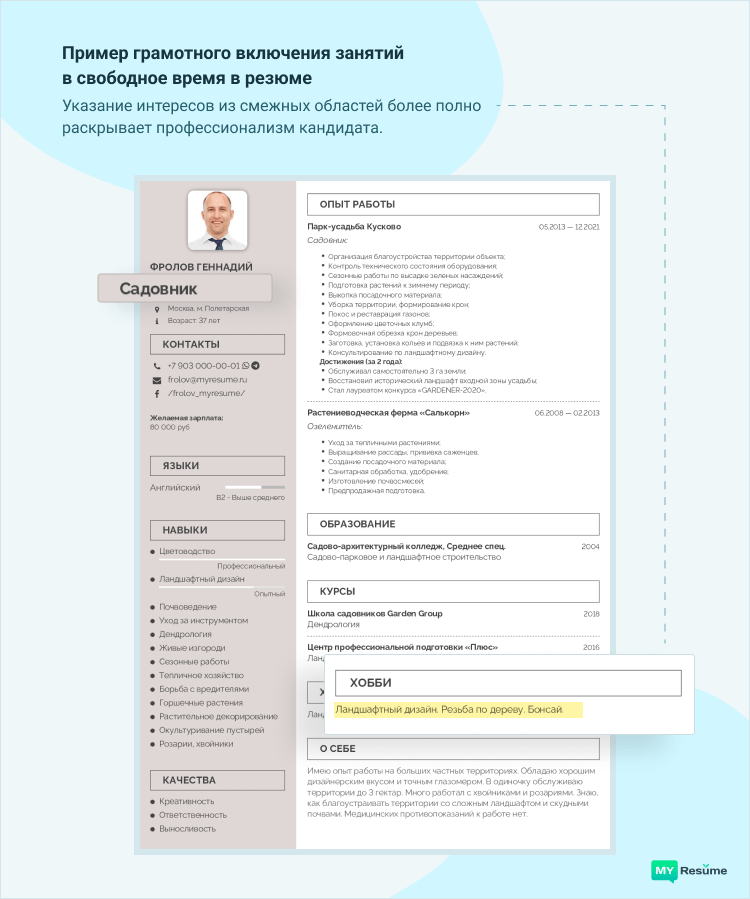 Пример грамотного включения занятий
в свободное время в резюме
Указание интересов из смежных областей более полно
раскрывает профессионализм кандидата.
ФРОЛОВ ГЕННАДИЙ
Садовник
Москва, м. Полетарская
Возраст: 37 лет
КОНТАКТЫ
+7 903 000-00-01
frolov@myresume.ru
/frolov_myresume/
Желаемая зарплата:
80 000 руб
ЯЗЫКИ
Английский
B2 - Выше среднего
НАВЫКИ
Цветоводство
Профессиональный
Ландшафтный дизайн
Опытный
Почвоведение
Уход за инструментом
Дендрология
Живые изгороди
Сезонные работы
Тепличное хозяйство
Борьба с вредителями
Горшечные растения
Растительное декорирование
Окультуривание пустырей
Розарии, хвойники
КАЧЕСТВА
Креативность
Ответственность
Выносливость
ОПЫТ РАБОТЫ
Парк-усадьба Кусково 05.2013 — 12.2021
Садовник:
Организация благоустройства территории объекта;
Контроль технического состояния оборудования;
Сезонные работы по высадке зеленых насаждений;
Подготовка растений к зимнему периоду;
Выкопка посадочного материала;
Уборка территории, формирование крон;
Покос и реставрация газонов;
Оформление цветочных клумб;
Формовочная обрезка крон деревьев;
Заготовка, установка кольев и подвязка к ним растений;
Консультирование по ландшафтному дизайну.
Достижения (за 2 года):
Обслуживал самостоятельно 3 га земли;
Восстановил исторический ландшафт входной зоны усадьбы;
Стал лауреатом конкурса «GARDENER-2020».
Растениеводческая ферма «Салькорн» 06.2008 — 02.2013
Озеленитель:
Уход за тепличными растениями;
Выращивание рассады, прививка саженцев;
Создание посадочного материала;
Санитарная обработка, удобрение;
Изготовление почвосмесей;
Предпродажная подготовка.
ОБРАЗОВАНИЕ
Садово-архитектурный колледж, Среднее спец. 2004
Садово-парковое и ландшафтное строительство
КУРСЫ
Школа садовников Garden Group 2018
Дендрология
Центр профессиональной подготовки «Плюс» 2016
ХОББИ
Ландшафтный дизайн. Резьба по дереву. Бонсай.
О СЕБЕ
Имею опыт работы на больших частных территориях. Обладаю хорошим
дизайнерским вкусом и точным глазомером. В одиночку обслуживаю
территории до 3 гектар. Много работал с хвойниками и розариями. Знаю,
как благоустраивать территории со сложным ландшафтом и скудными
почвами. Медицинских противопоказаний к работе нет.
MY Resume